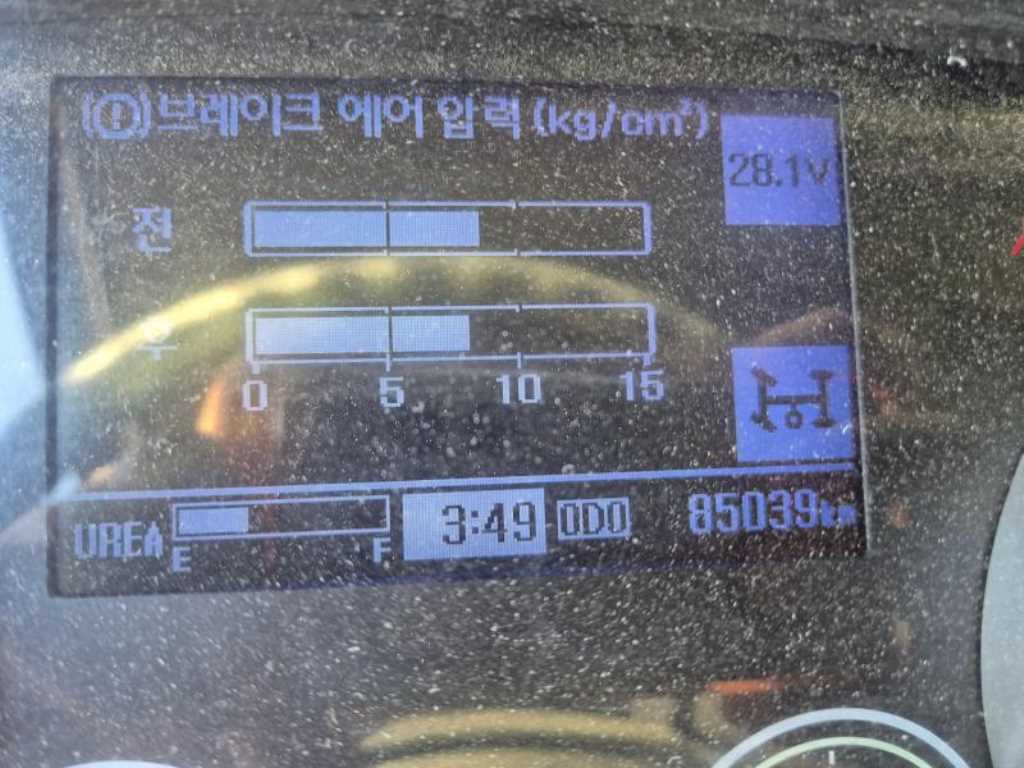 (!) 브레이크 에어 압력 (kg/cm²)
28.1V
전
후
0 5 10 15
UREA E F 3:49 ODO 85039km